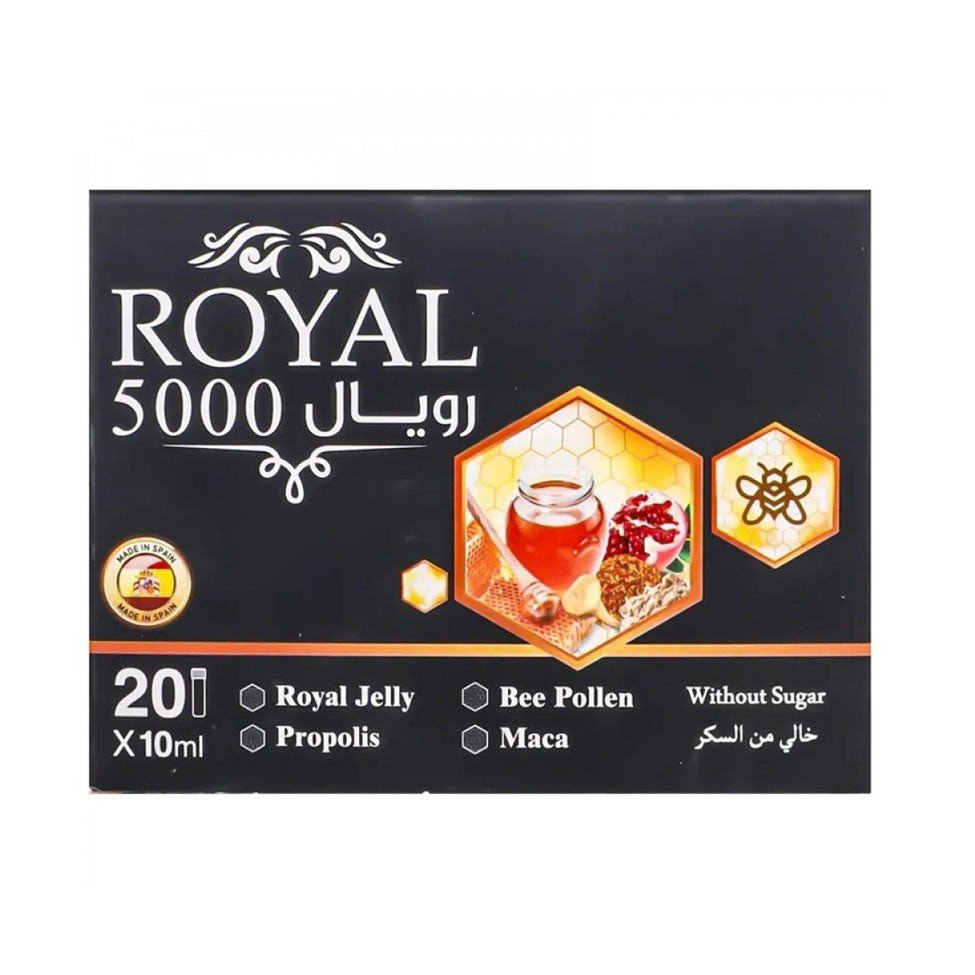 ROYAL
5000 رويال
MADE IN SPAIN
MADE IN SPAIN
20
X 10ml
Royal Jelly
Propolis
Bee Pollen
Maca
Without Sugar
خالي من السكر